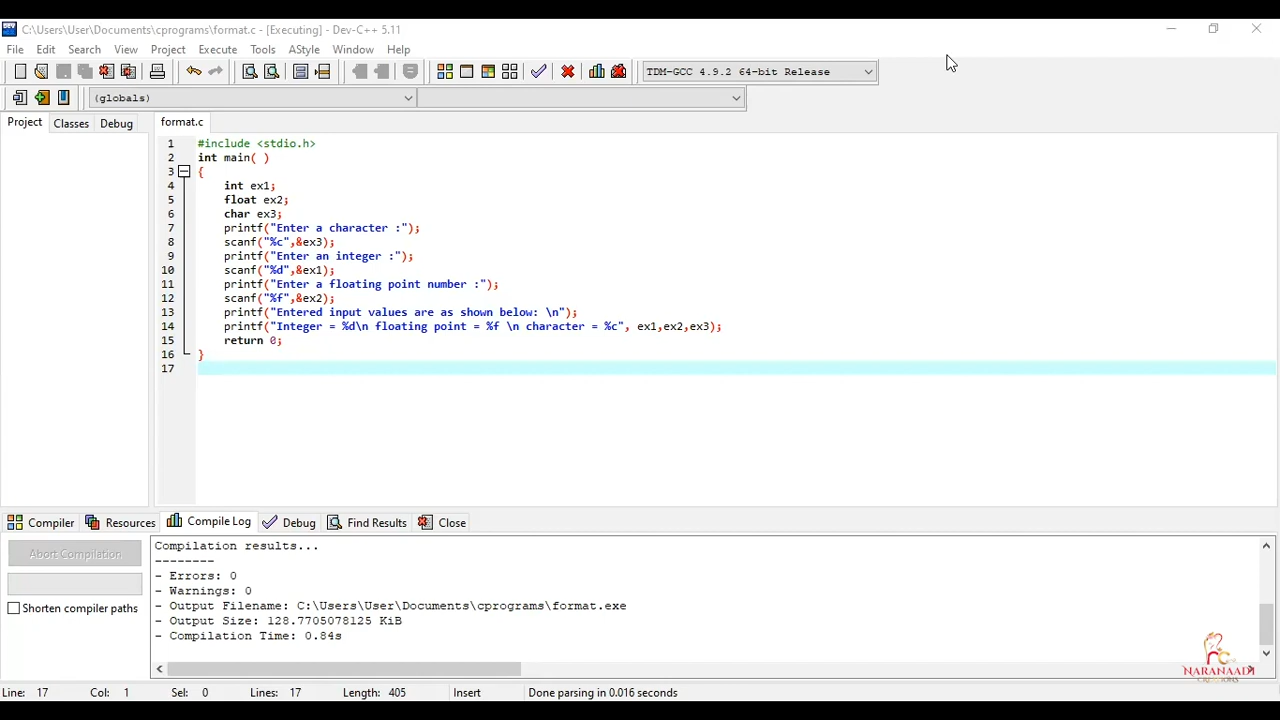 C:\Users\User\Documents\cprograms\format.c - [Executing] - Dev-C++ 5.11
File Edit Search View Project Execute Tools AStyle Window Help
TDM-GCC 4.9.2 64-bit Release
(globals)
Project Classes Debug format.c
1 #include <stdio.h>
2 int main( )
3 {
4 int ex1;
5 float ex2;
6 char ex3;
7 printf("Enter a character :");
8 scanf("%c",&ex3);
9 printf("Enter an integer :");
10 scanf("%d",&ex1);
11 printf("Enter a floating point number :");
12 scanf("%f",&ex2);
13 printf("Entered input values are as shown below: \n");
14 printf("Integer = %d\n floating point = %f \n character = %c", ex1,ex2,ex3);
15 return 0;
16 }
17
Compiler Resources Compile Log Debug Find Results Close
Abort Compilation
Shorten compiler paths
Compilation results...
--------
- Errors: 0
- Warnings: 0
- Output Filename: C:\Users\User\Documents\cprograms\format.exe
- Output Size: 128.7705078125 KiB
- Compilation Time: 0.84s
NARANAADI
CREATIONS
Line: 17 Col: 1 Sel: 0 Lines: 17 Length: 405 Insert Done parsing in 0.016 seconds